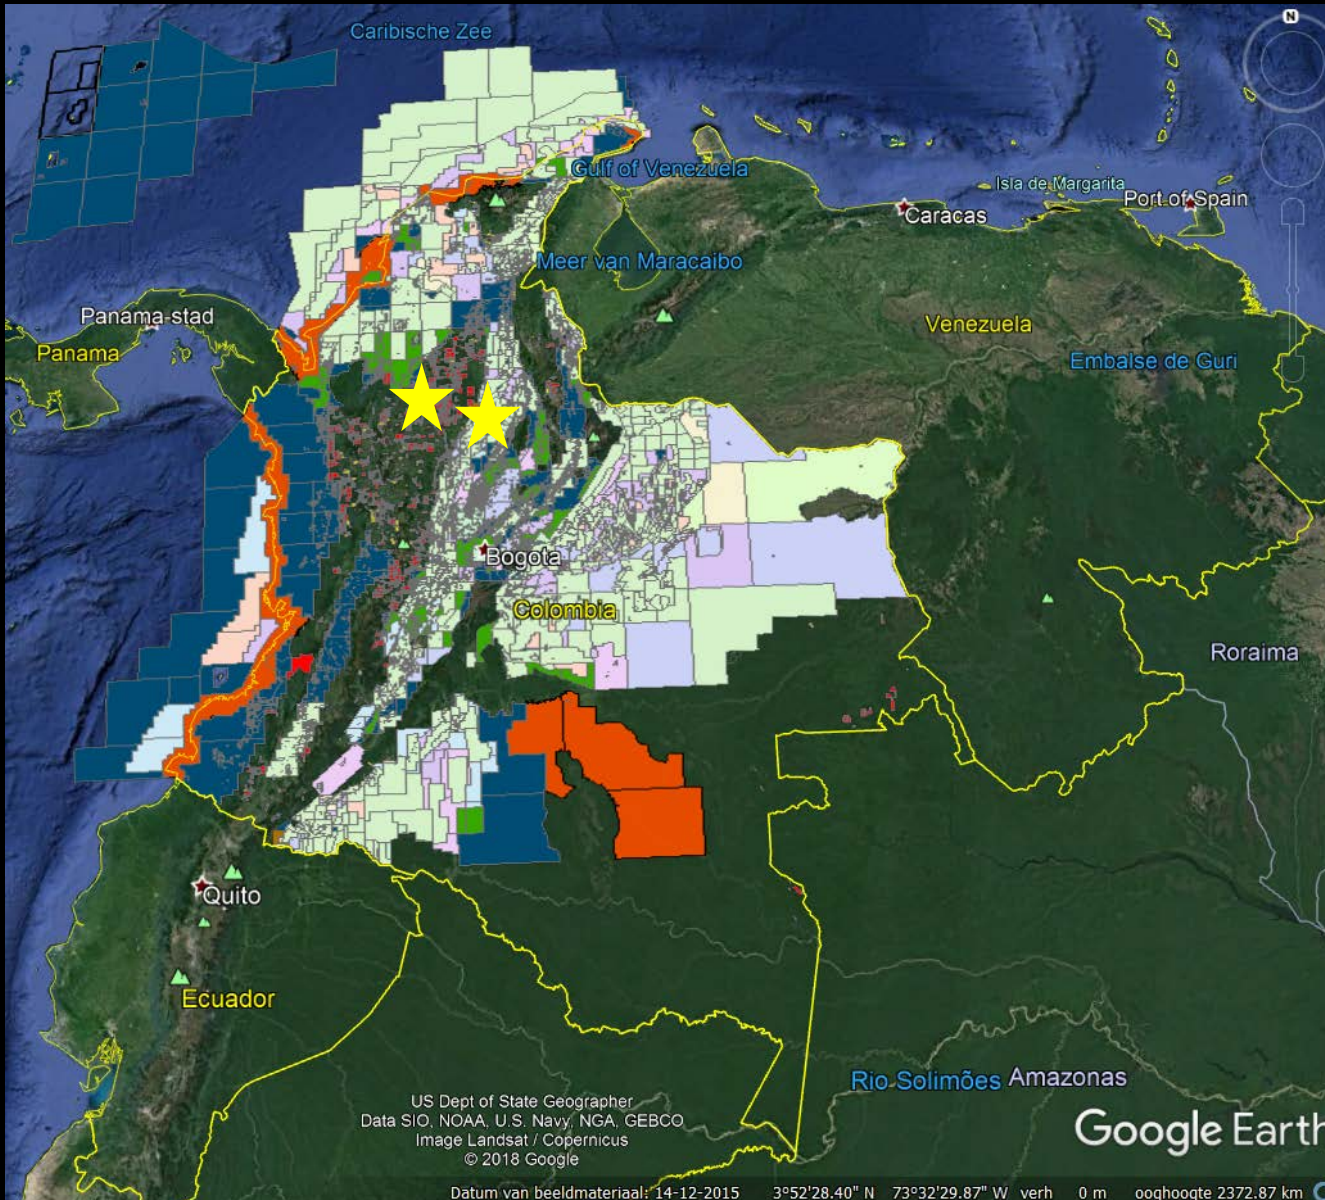 N
Caribische Zee
Gulf of Venezuela
Isla de Margarita
Port of Spain
Caracas
Meer van Maracaibo
Panama-stad
Panama
Venezuela
Embalse de Guri
Bogota
Colombia
Roraima
Quito
Ecuador
Rio Solimões
Amazonas
US Dept of State Geographer
Data SIO, NOAA, U.S. Navy, NGA, GEBCO
Image Landsat / Copernicus
© 2018 Google
Google Earth
Datum van beeldmateriaal: 14-12-2015 3°52'28.40" N 73°32'29.87" W verh 0 m ooghoogte 2372.87 km